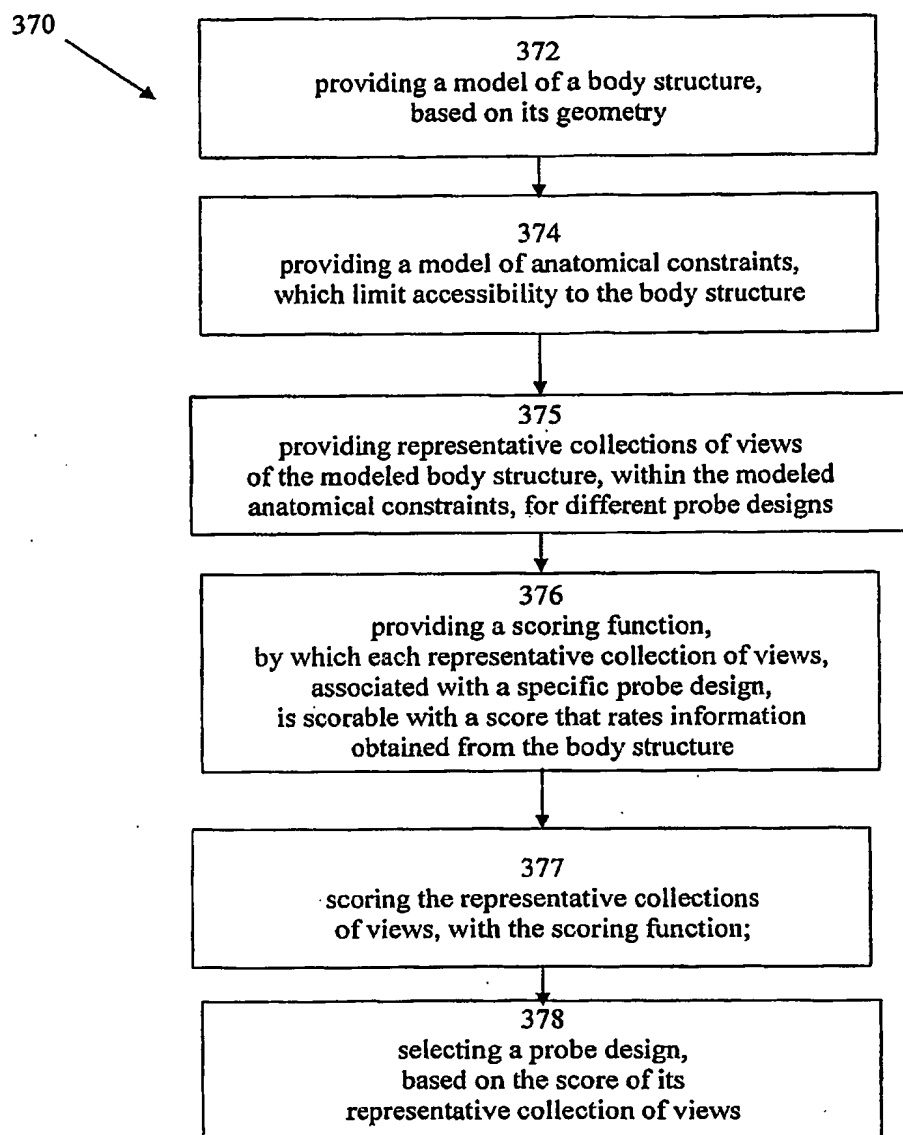 370
372
providing a model of a body structure,
based on its geometry
374
providing a model of anatomical constraints,
which limit accessibility to the body structure
375
providing representative collections of views
of the modeled body structure, within the modeled
anatomical constraints, for different probe designs
376
providing a scoring function,
by which each representative collection of views,
associated with a specific probe design,
is scorable with a score that rates information
obtained from the body structure
377
scoring the representative collections
of views, with the scoring function;
378
selecting a probe design,
based on the score of its
representative collection of views